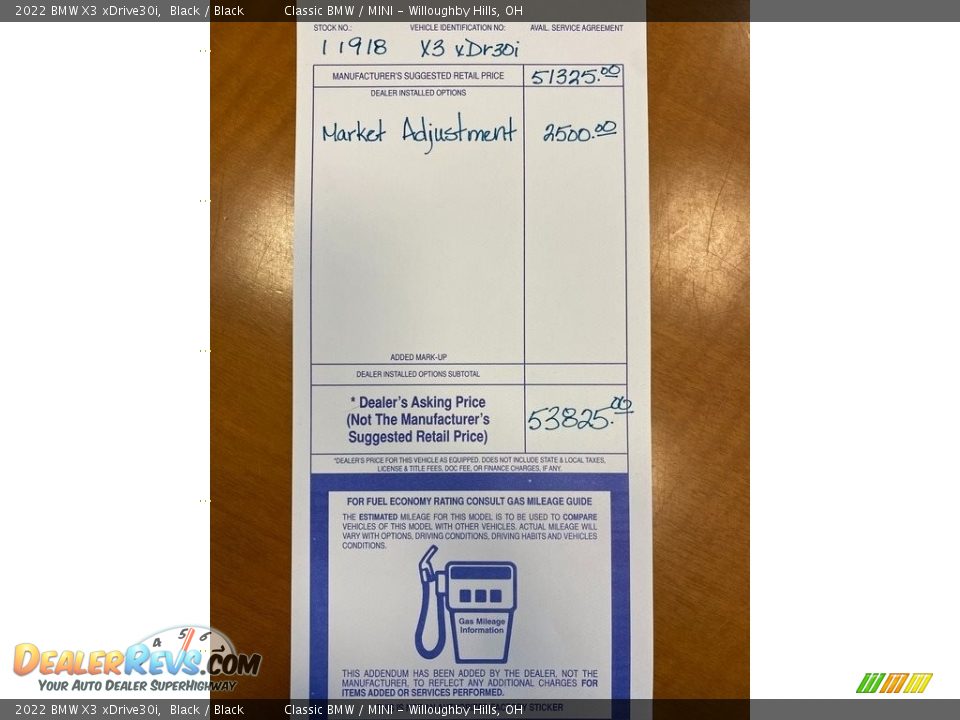 2022 BMW X3 xDrive30i, Black / Black Classic BMW / MINI - Willoughby Hills, OH
STOCK NO.: VEHICLE IDENTIFICATION NO: AVAIL. SERVICE AGREEMENT
11918 X3 xDr30i
MANUFACTURER'S SUGGESTED RETAIL PRICE 51325.00
DEALER INSTALLED OPTIONS
Market Adjustment 2500.00
ADDED MARK-UP
DEALER INSTALLED OPTIONS SUBTOTAL
* Dealer's Asking Price
(Not The Manufacturer's
Suggested Retail Price)
53825.00
*DEALER'S PRICE FOR THIS VEHICLE AS EQUIPPED. DOES NOT INCLUDE STATE & LOCAL TAXES,
LICENSE & TITLE FEES, DOC FEE, OR FINANCE CHARGES, IF ANY.
FOR FUEL ECONOMY RATING CONSULT GAS MILEAGE GUIDE
THE ESTIMATED MILEAGE FOR THIS MODEL IS TO BE USED TO COMPARE
VEHICLES OF THIS MODEL WITH OTHER VEHICLES. ACTUAL MILEAGE WILL
VARY WITH OPTIONS, DRIVING CONDITIONS, DRIVING HABITS AND VEHICLES
CONDITIONS.
Gas Mileage
Information
THIS ADDENDUM HAS BEEN ADDED BY THE DEALER, NOT THE
MANUFACTURER, TO REFLECT ANY ADDITIONAL CHARGES FOR
ITEMS ADDED OR SERVICES PERFORMED.
STICKER
4 5 6
DEALERREVS.COM
YOUR AUTO DEALER SUPERHIGHWAY
2022 BMW X3 xDrive30i, Black / Black Classic BMW / MINI - Willoughby Hills, OH